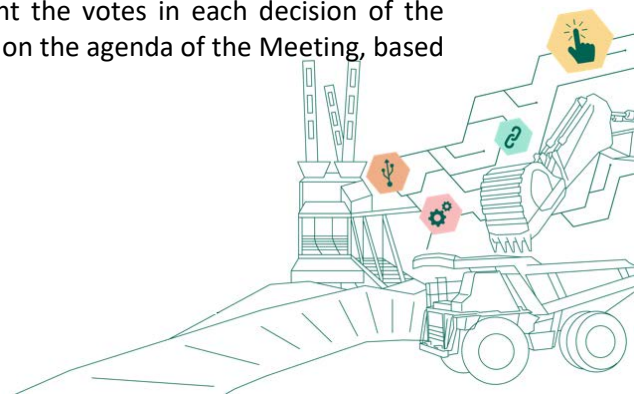 nt the votes in each decision of the
on the agenda of the Meeting, based